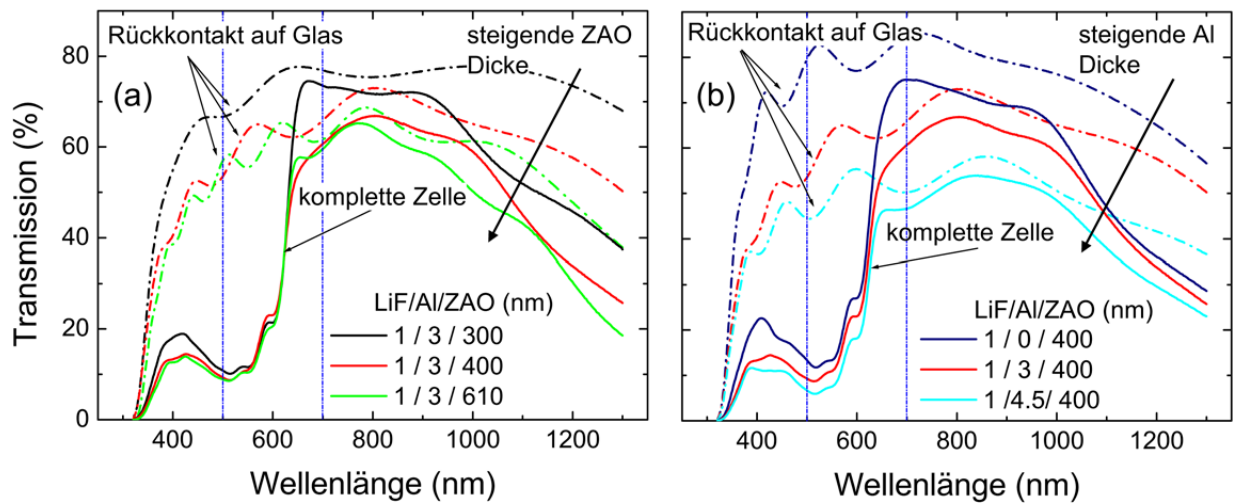 Transmission (%)
80
60
40
20
0
Rückkontakt auf Glas
steigende ZAO
Dicke
(a)
komplette Zelle
LiF/Al/ZAO (nm)
1 / 3 / 300
1 / 3 / 400
1 / 3 / 610
400 600 800 1000 1200
Wellenlänge (nm)
Rückkontakt auf Glas
steigende Al
Dicke
(b)
komplette Zelle
LiF/Al/ZAO (nm)
1 / 0 / 400
1 / 3 / 400
1 /4.5/ 400
400 600 800 1000 1200
Wellenlänge (nm)